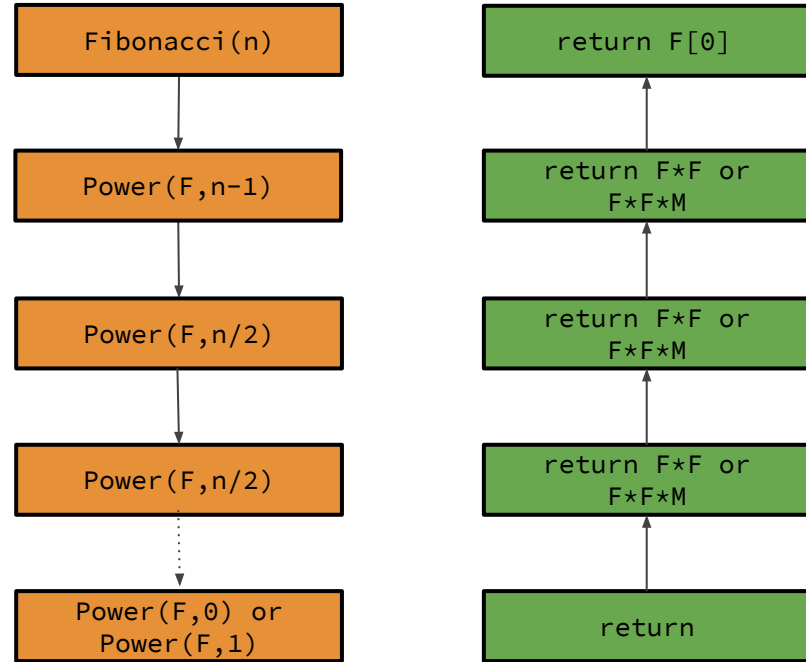 Fibonacci(n)
Power(F,n-1)
Power(F,n/2)
Power(F,n/2)
Power(F,0) or
Power(F,1)
return F[0]
return F*F or
F*F*M
return F*F or
F*F*M
return F*F or
F*F*M
return